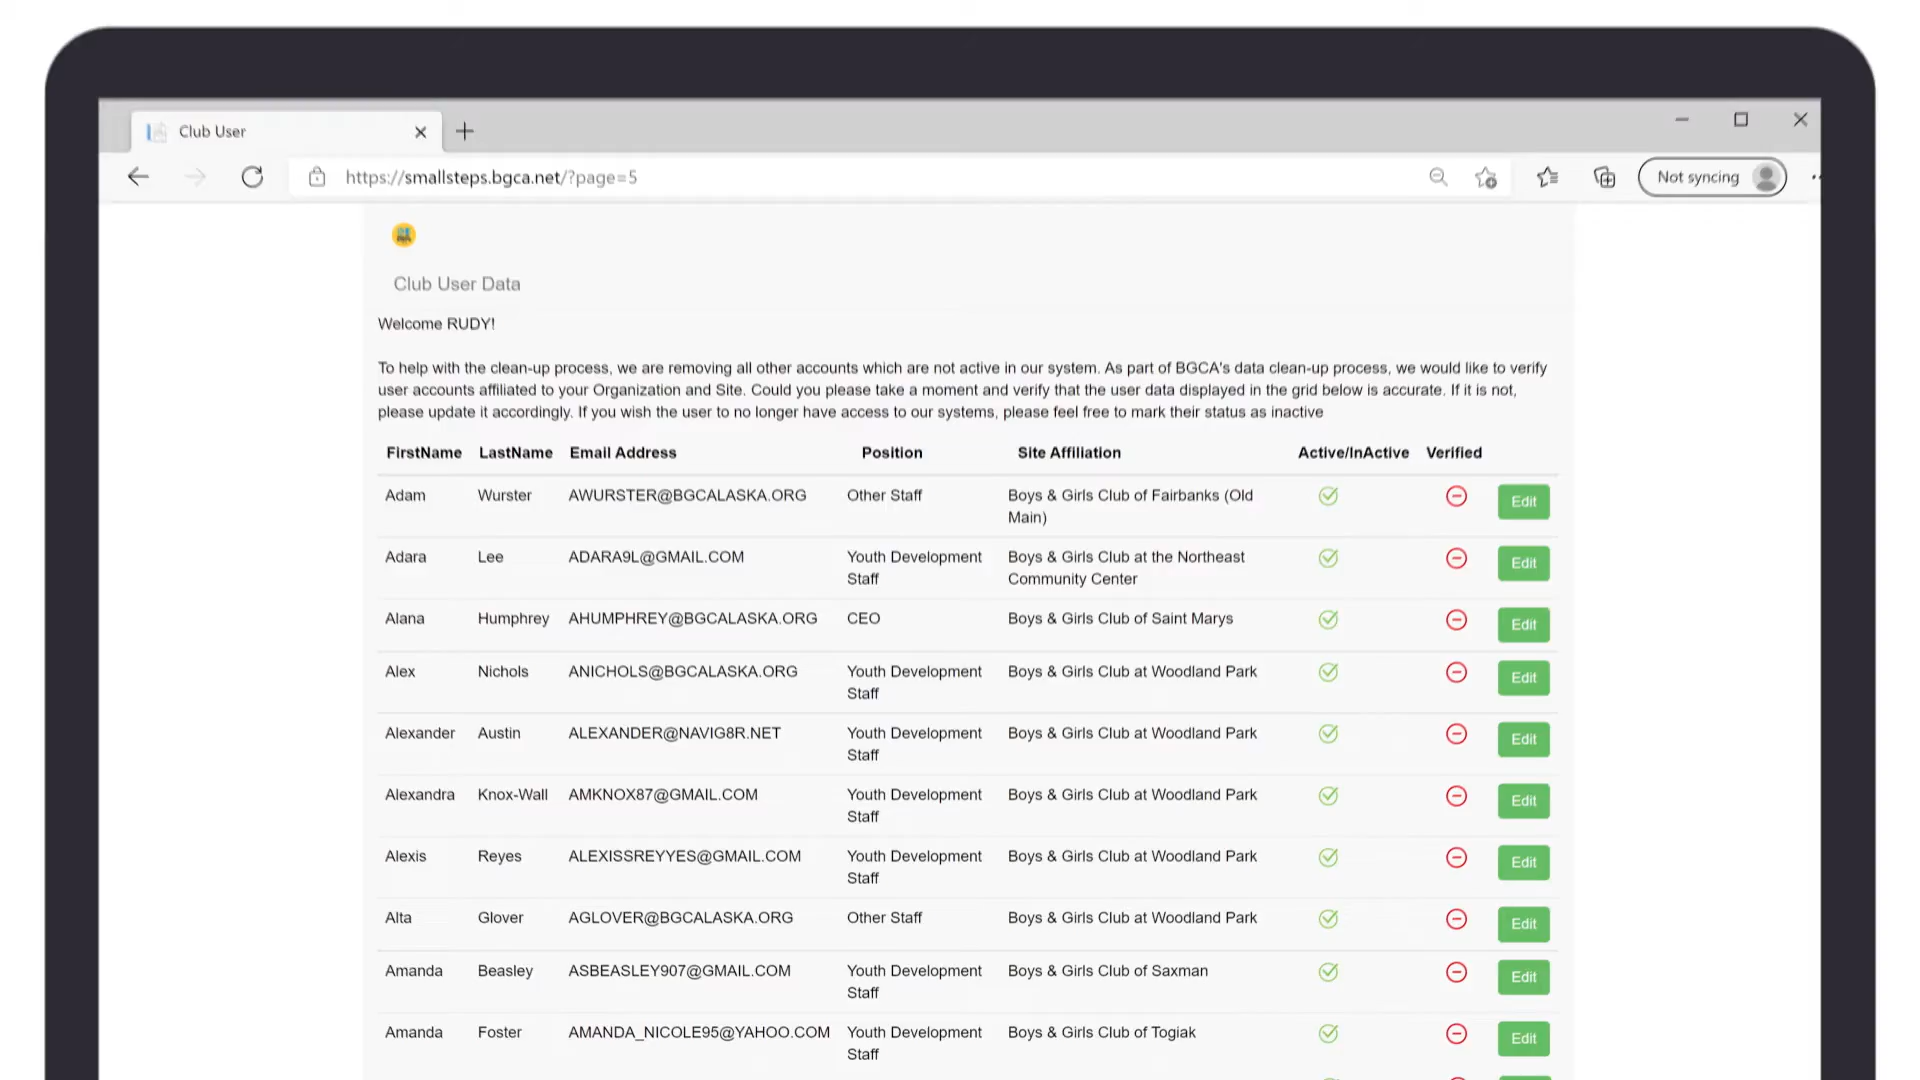 Club User
https://smallsteps.bgca.net/?page=5
Not syncing
Club User Data
Welcome RUDY!
To help with the clean-up process, we are removing all other accounts which are not active in our system. As part of BGCA's data clean-up process, we would like to verify
user accounts affiliated to your Organization and Site. Could you please take a moment and verify that the user data displayed in the grid below is accurate. If it is not,
please update it accordingly. If you wish the user to no longer have access to our systems, please feel free to mark their status as inactive
FirstName LastName Email Address Position Site Affiliation Active/InActive Verified
Adam Wurster AWURSTER@BGCALASKA.ORG Other Staff Boys & Girls Club of Fairbanks (Old
Main)
Edit
Adara Lee ADARA9L@GMAIL.COM Youth Development Boys & Girls Club at the Northeast
Staff Community Center
Edit
Alana Humphrey AHUMPHREY@BGCALASKA.ORG CEO Boys & Girls Club of Saint Marys
Edit
Alex Nichols ANICHOLS@BGCALASKA.ORG Youth Development Boys & Girls Club at Woodland Park
Staff
Edit
Alexander Austin ALEXANDER@NAVIG8R.NET Youth Development Boys & Girls Club at Woodland Park
Staff
Edit
Alexandra Knox-Wall AMKNOX87@GMAIL.COM Youth Development Boys & Girls Club at Woodland Park
Staff
Edit
Alexis Reyes ALEXISSREYYES@GMAIL.COM Youth Development Boys & Girls Club at Woodland Park
Staff
Edit
Alta Glover AGLOVER@BGCALASKA.ORG Other Staff Boys & Girls Club at Woodland Park
Edit
Amanda Beasley ASBEASLEY907@GMAIL.COM Youth Development Boys & Girls Club of Saxman
Staff
Edit
Amanda Foster AMANDA_NICOLE95@YAHOO.COM Youth Development Boys & Girls Club of Togiak
Staff
Edit